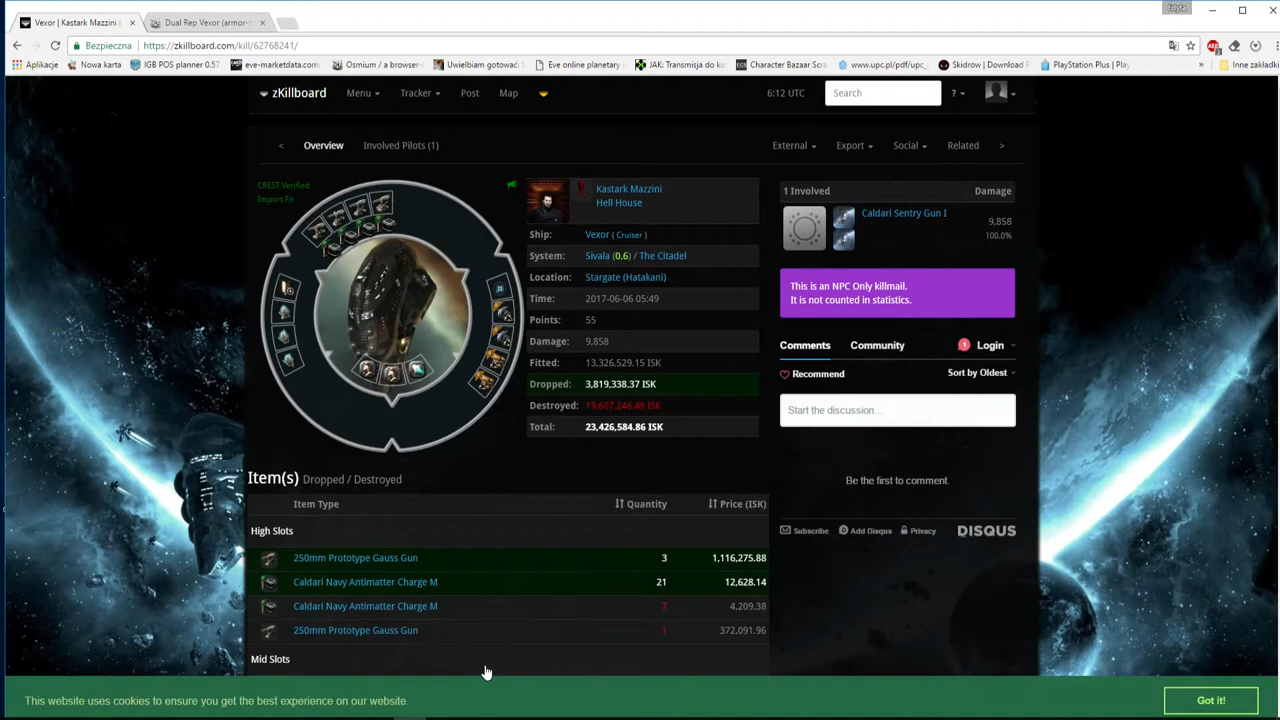 Edyta
Vexor | Kastark Mazzini |
Dual Rep Vexor (armor-
Bezpieczna
https://zkillboard.com/kill/62768241/
Aplikacje
Nowa karta
IGB POS planner 0.57
eve-marketdata.com
Osmium / a browser-
Uwielbiam gotować:
Eve online planetary
JAK: Transmisja do ko
Character Bazaar Scra
www.upc.pl/pdf/upc_
Skidrow | Download
PlayStation Plus | Play
»
Inne zakładki
zKillboard
Menu
Tracker
Post
Map
6:12 UTC
Search
?
<
Overview
Involved Pilots (1)
External
Export
Social
Related
>
CREST Verified
Import Fit
Kastark Mazzini
Hell House
Ship: Vexor ( Cruiser )
System: Sivala (0.6) / The Citadel
Location: Stargate (Hatakani)
Time: 2017-06-06 05:49
Points: 55
Damage: 9,858
Fitted: 13,326,529.15 ISK
Dropped: 3,819,338.37 ISK
Destroyed: 19,607,246.49 ISK
Total: 23,426,584.86 ISK
1 Involved Damage
Caldari Sentry Gun I 9,858
100.0%
This is an NPC Only killmail.
It is not counted in statistics.
Comments Community 1 Login
Recommend Sort by Oldest
Start the discussion...
Be the first to comment.
Subscribe Add Disqus Privacy DISQUS
Item(s) Dropped / Destroyed
Item Type Quantity Price (ISK)
High Slots
250mm Prototype Gauss Gun 3 1,116,275.88
Caldari Navy Antimatter Charge M 21 12,628.14
Caldari Navy Antimatter Charge M 7 4,209.38
250mm Prototype Gauss Gun 1 372,091.96
Mid Slots
This website uses cookies to ensure you get the best experience on our website.
Got it!